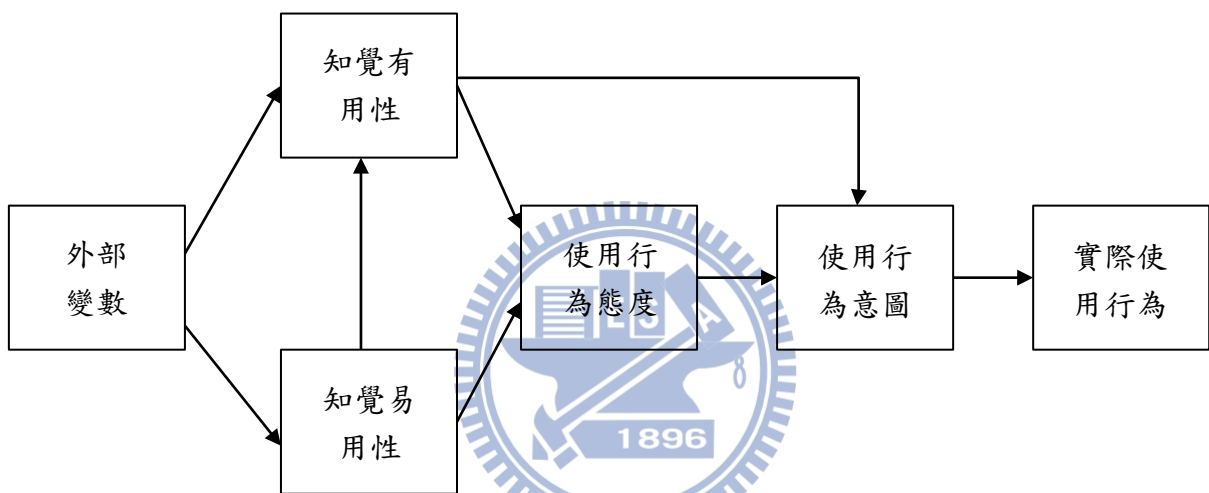 知覺有
用性
外部
變數
使用行
為態度
使用行
為意圖
實際使
用行為
知覺易
用性
E S A
1896